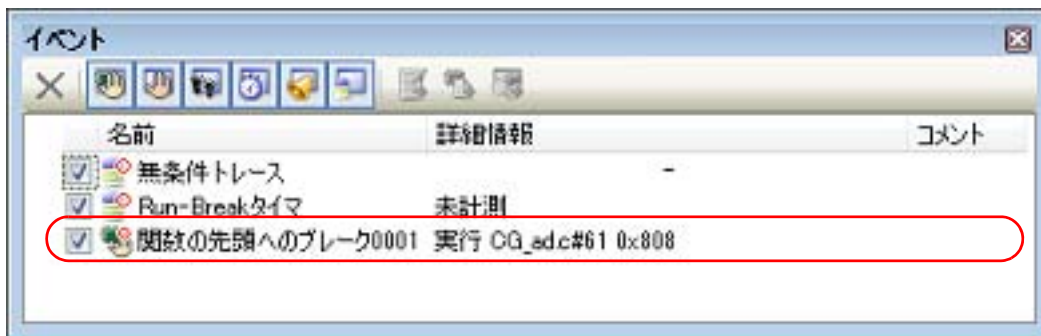 イベント
名前 詳細情報 コメント
無条件トレース -
Run-Breakタイマ 未計測
関数の先頭へのブレーク0001 実行 CG_ad.c#61 0x808